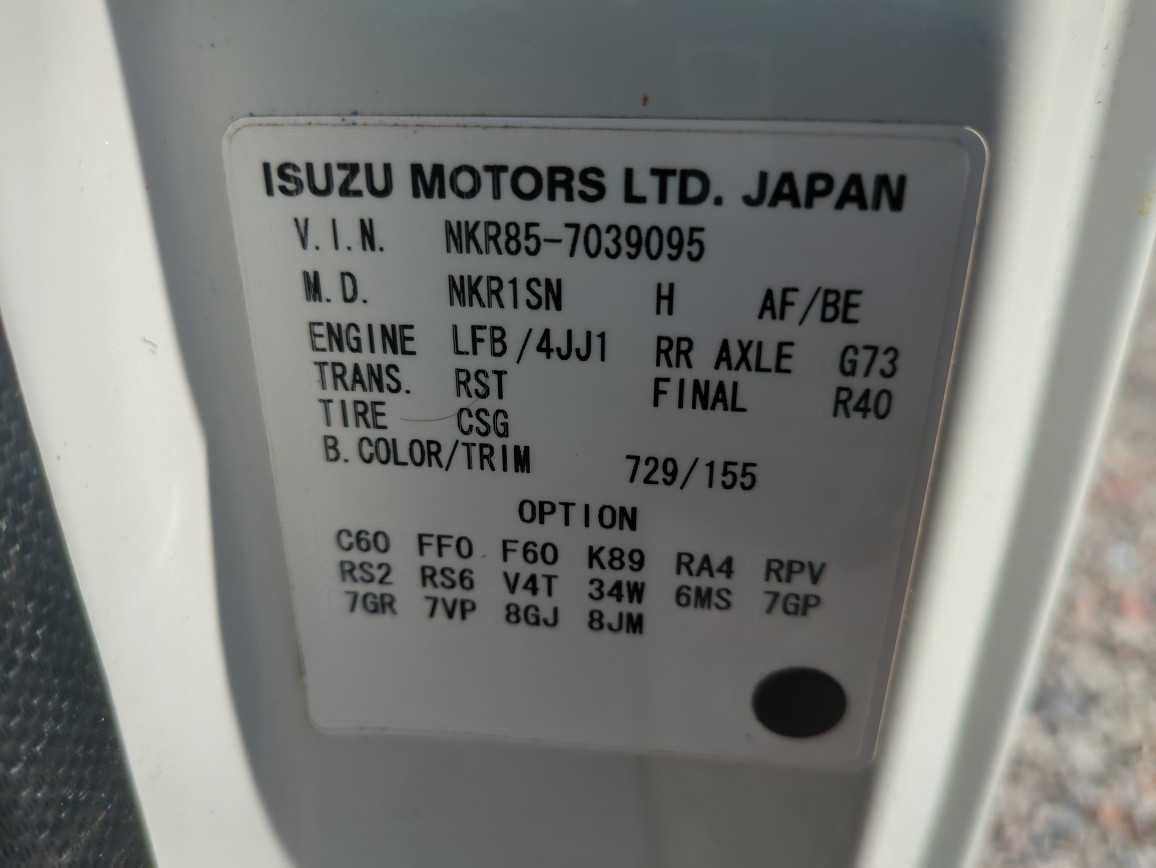 ISUZU MOTORS LTD. JAPAN
V.I.N. NKR85-7039095
M.D. NKR1SN H AF/BE
ENGINE LFB/4JJ1 RR AXLE G73
TRANS. RST FINAL R40
TIRE CSG
B.COLOR/TRIM 729/155
OPTION
C60 FF0 F60 K89 RA4 RPV
RS2 RS6 V4T 34W 6MS 7GP
7GR 7VP 8GJ 8JM